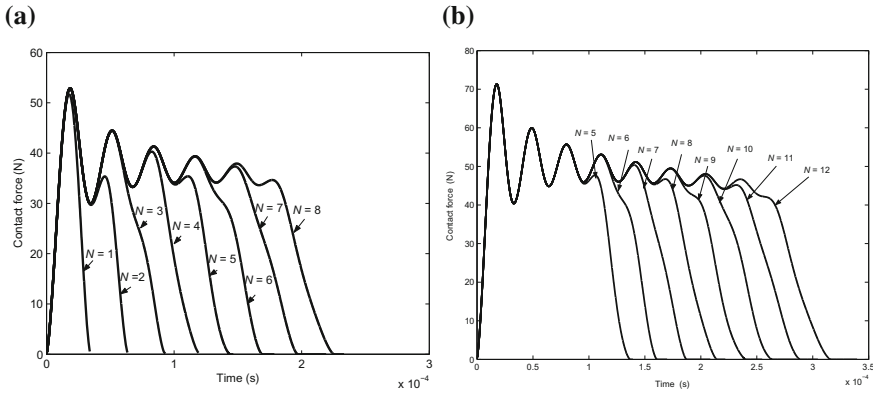 (a)
60
50
40
30
20
10
0
0
1
2
3
x 10⁻⁴
Contact force (N)
Time (s)
N = 1
N =2
N = 3
N = 4
N = 5
N = 6
N = 7
N = 8
(b)
80
70
60
50
40
30
20
10
0
0
0.5
1
1.5
2
2.5
3
3.5
x 10⁻⁴
Contact force (N)
Time (s)
N = 5
N = 6
N = 7
N = 8
N = 9
N = 10
N = 11
N = 12